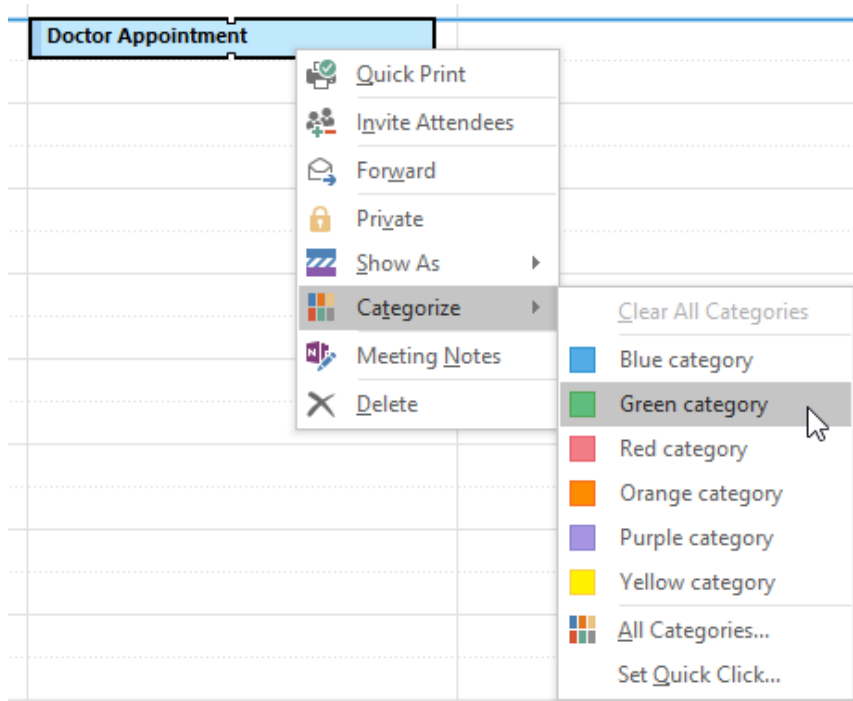 Doctor Appointment
Quick Print
Invite Attendees
Forward
Private
Show As
Categorize
Meeting Notes
Delete
Clear All Categories
Blue category
Green category
Red category
Orange category
Purple category
Yellow category
All Categories...
Set Quick Click...